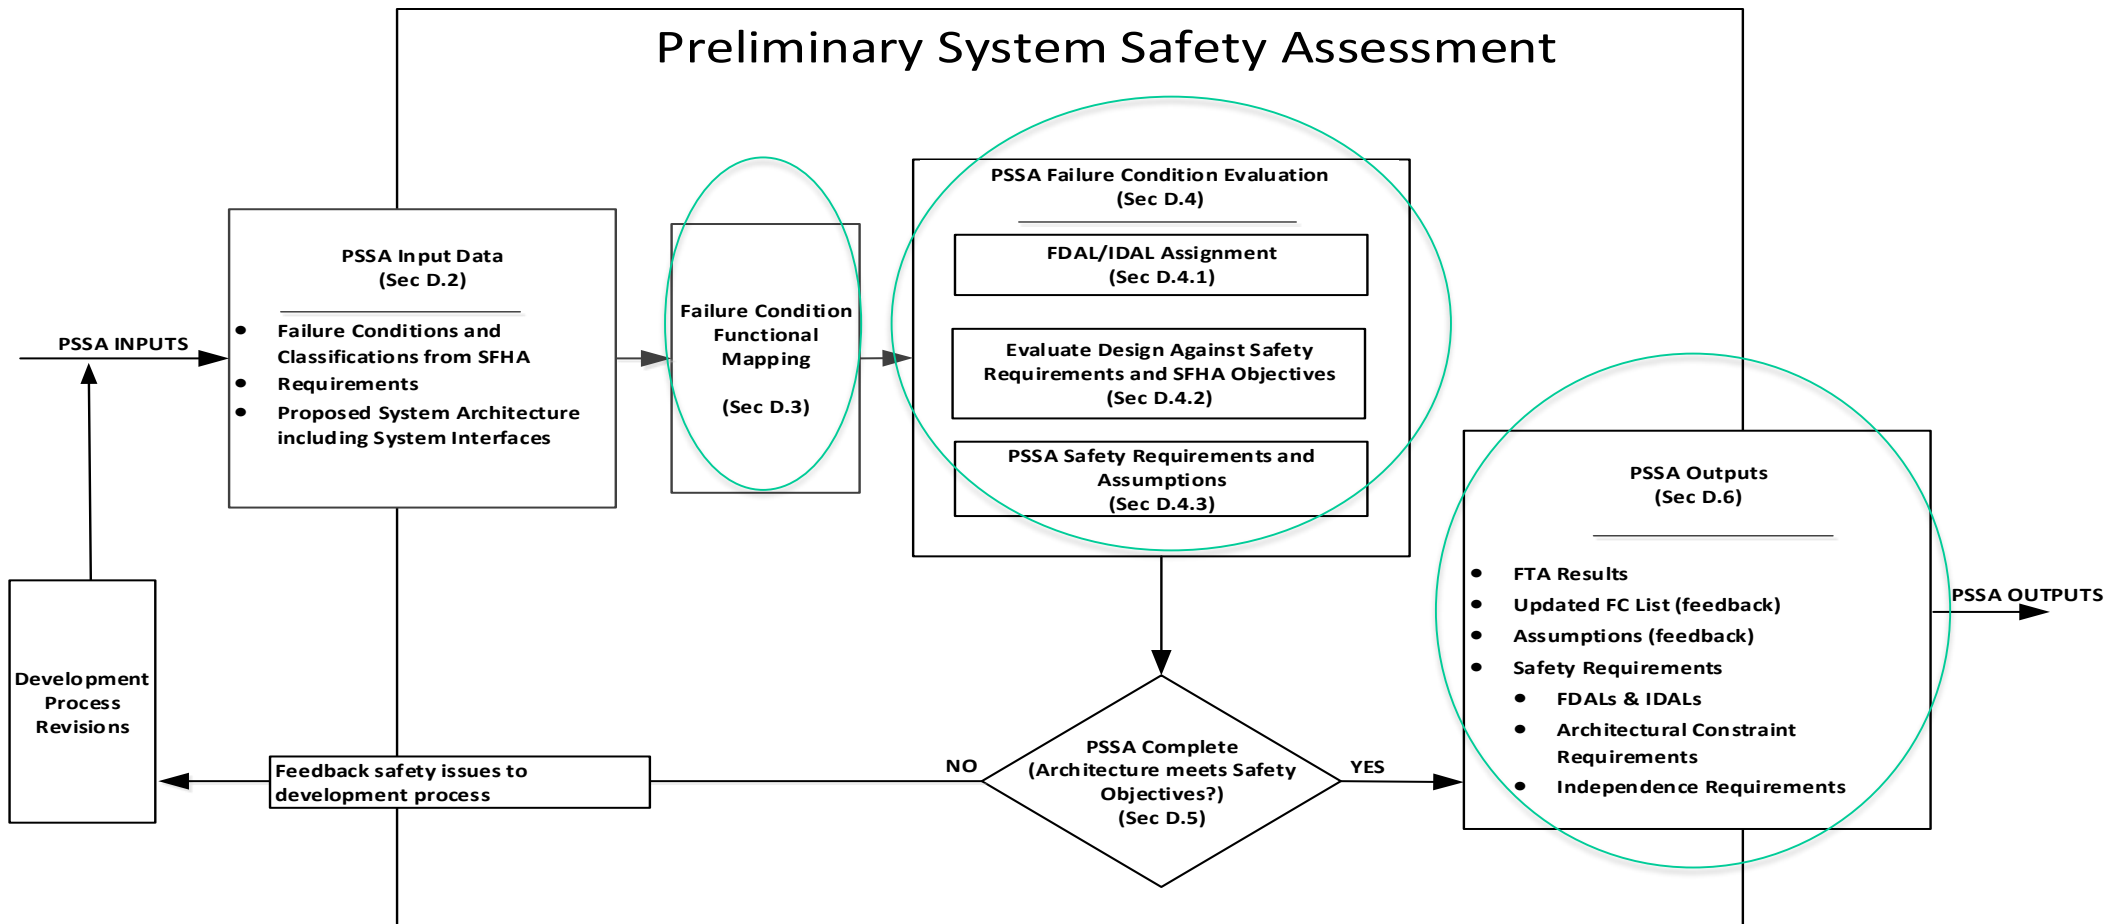 Preliminary System Safety Assessment
PSSA INPUTS
PSSA Input Data
(Sec D.2)
• Failure Conditions and
Classifications from SFHA
• Requirements
• Proposed System Architecture
including System Interfaces
Failure Condition
Functional
Mapping
(Sec D.3)
PSSA Failure Condition Evaluation
(Sec D.4)
FDAL/IDAL Assignment
(Sec D.4.1)
Evaluate Design Against Safety
Requirements and SFHA Objectives
(Sec D.4.2)
PSSA Safety Requirements and
Assumptions
(Sec D.4.3)
PSSA Complete
(Architecture meets Safety
Objectives?)
(Sec D.5)
NO
YES
Feedback safety issues to
development process
Development
Process
Revisions
PSSA Outputs
(Sec D.6)
• FTA Results
• Updated FC List (feedback)
• Assumptions (feedback)
• Safety Requirements
• FDALs & IDALs
• Architectural Constraint
Requirements
• Independence Requirements
PSSA OUTPUTS